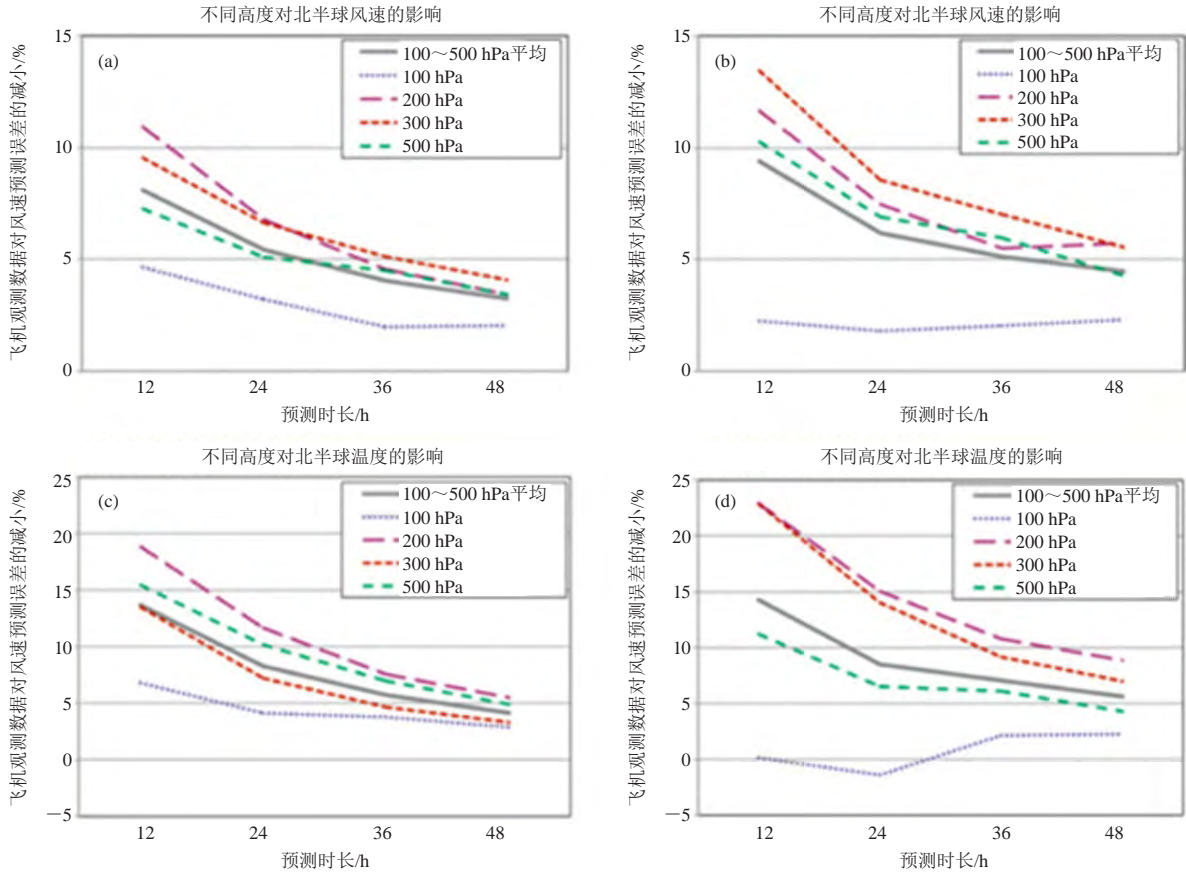 不同高度对北半球风速的影响
飞机观测数据对风速预测误差的减小/%
15
10
5
0
(a)
100～500 hPa平均
100 hPa
200 hPa
300 hPa
500 hPa
12
24
36
48
预测时长/h
不同高度对北半球风速的影响
飞机观测数据对风速预测误差的减小/%
15
10
5
0
(b)
100～500 hPa平均
100 hPa
200 hPa
300 hPa
500 hPa
12
24
36
48
预测时长/h
不同高度对北半球温度的影响
飞机观测数据对风速预测误差的减小/%
25
20
15
10
5
0
—5
(c)
100～500 hPa平均
100 hPa
200 hPa
300 hPa
500 hPa
12
24
36
48
预测时长/h
不同高度对北半球温度的影响
飞机观测数据对风速预测误差的减小/%
25
20
15
10
5
0
—5
(d)
100～500 hPa平均
100 hPa
200 hPa
300 hPa
500 hPa
12
24
36
48
预测时长/h